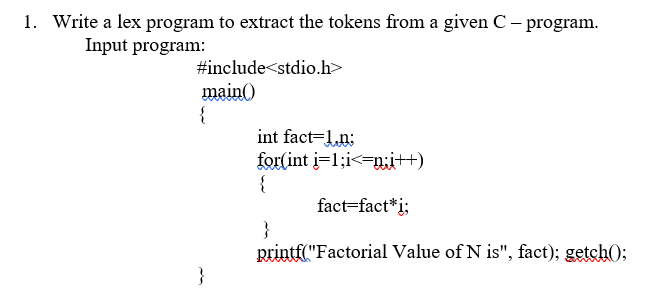 1. Write a lex program to extract the tokens from a given C – program.
Input program:
#include<stdio.h>
main()
{
int fact=1,n;
for(int i=1;i<=n;i++)
{
fact=fact*i;
}
printf("Factorial Value of N is", fact); getch();
}